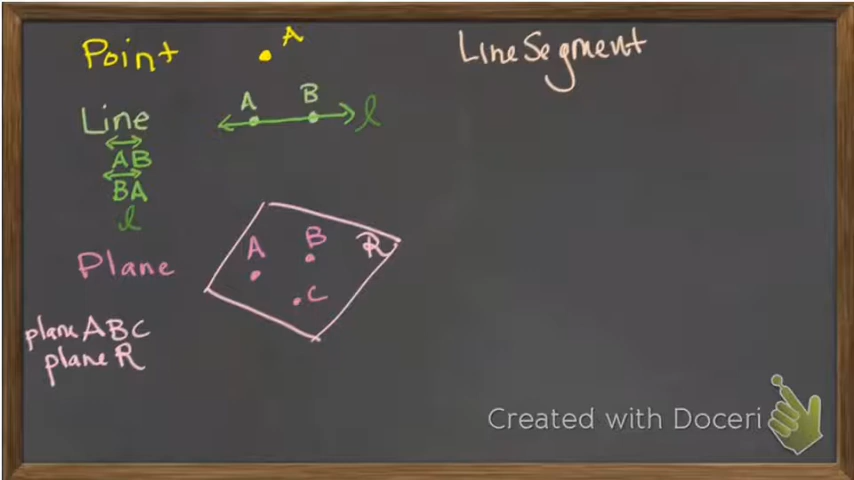 Point
A
Line Segment
Line
A B
l
AB
BA
l
Plane
A B R
C
plane ABC
plane R
Created with Doceri